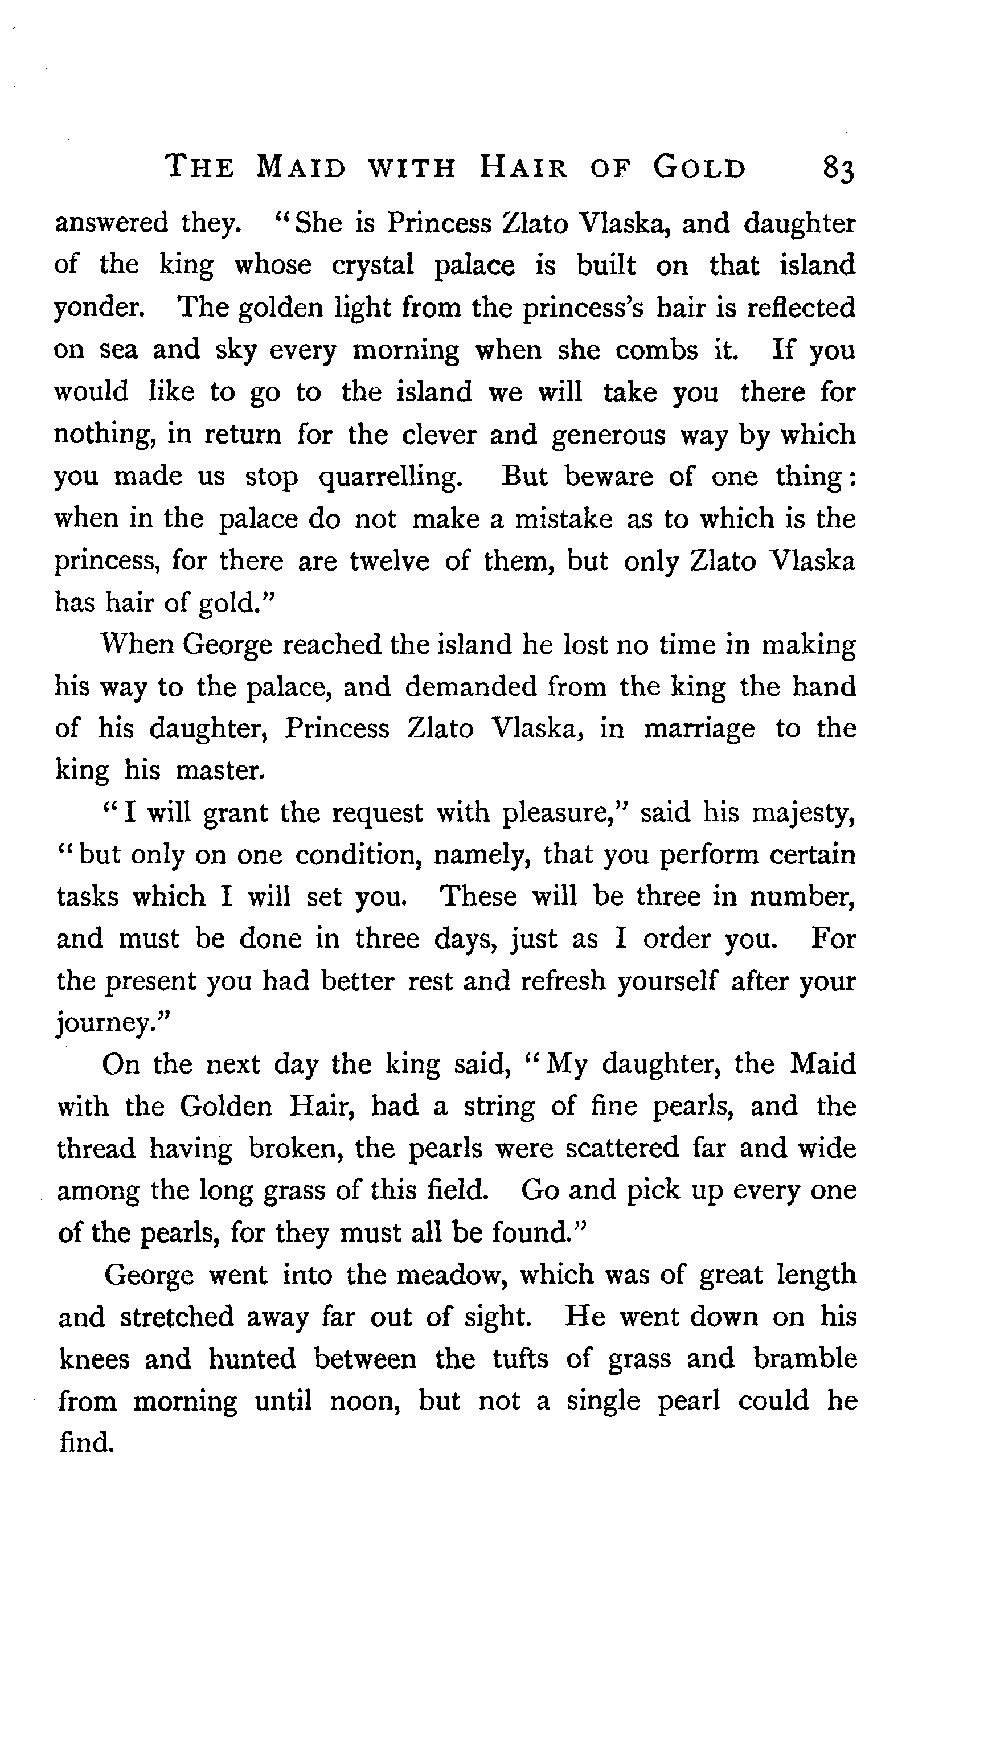 THE MAID WITH HAIR OF GOLD 83
answered they. “She is Princess Zlato Vlaska, and daughter
of the king whose crystal palace is built on that island
yonder. The golden light from the princess’s hair is reflected
on sea and sky every morning when she combs it. If you
would like to go to the island we will take you there for
nothing, in return for the clever and generous way by which
you made us stop quarrelling. But beware of one thing:
when in the palace do not make a mistake as to which is the
princess, for there are twelve of them, but only Zlato Vlaska
has hair of gold.”
When George reached the island he lost no time in making
his way to the palace, and demanded from the king the hand
of his daughter, Princess Zlato Vlaska, in marriage to the
king his master.
“I will grant the request with pleasure,” said his majesty,
“but only on one condition, namely, that you perform certain
tasks which I will set you. These will be three in number,
and must be done in three days, just as I order you. For
the present you had better rest and refresh yourself after your
journey.”
On the next day the king said, “My daughter, the Maid
with the Golden Hair, had a string of fine pearls, and the
thread having broken, the pearls were scattered far and wide
among the long grass of this field. Go and pick up every one
of the pearls, for they must all be found.”
George went into the meadow, which was of great length
and stretched away far out of sight. He went down on his
knees and hunted between the tufts of grass and bramble
from morning until noon, but not a single pearl could he
find.